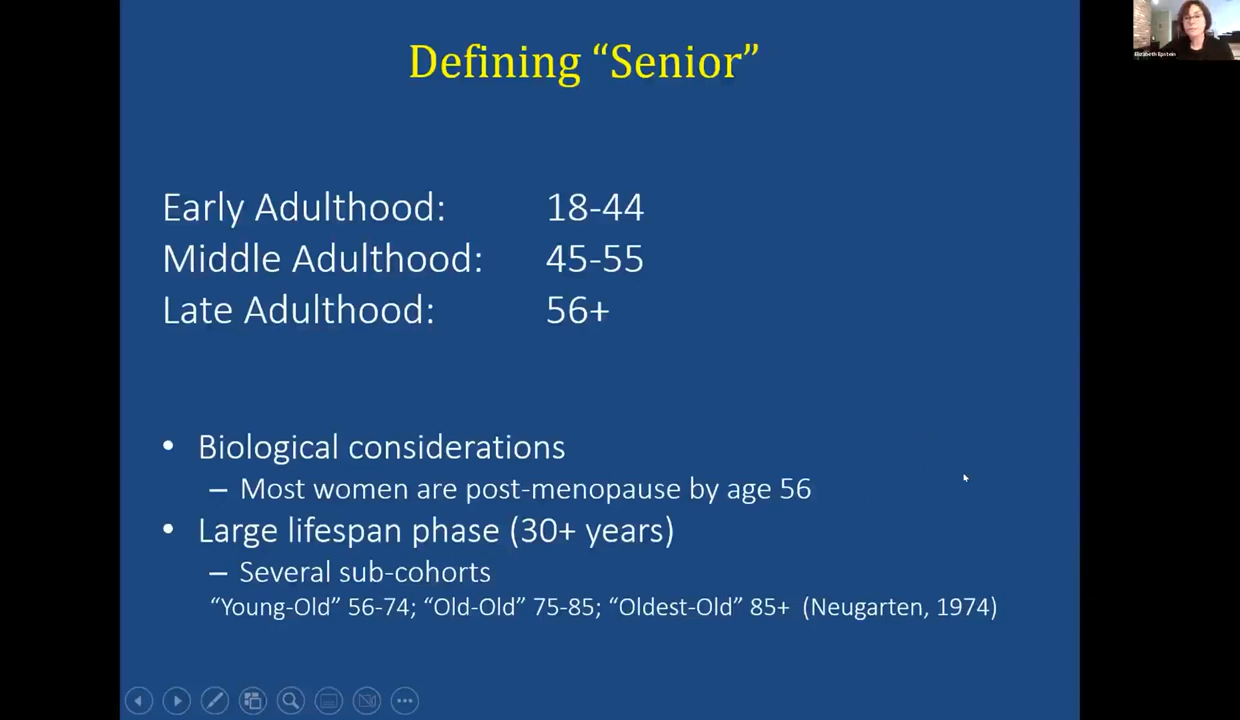 Defining “Senior”
Elizabeth Epstein
Early Adulthood: 18-44
Middle Adulthood: 45-55
Late Adulthood: 56+
• Biological considerations
– Most women are post-menopause by age 56
• Large lifespan phase (30+ years)
– Several sub-cohorts
“Young-Old” 56-74; “Old-Old” 75-85; “Oldest-Old” 85+ (Neugarten, 1974)